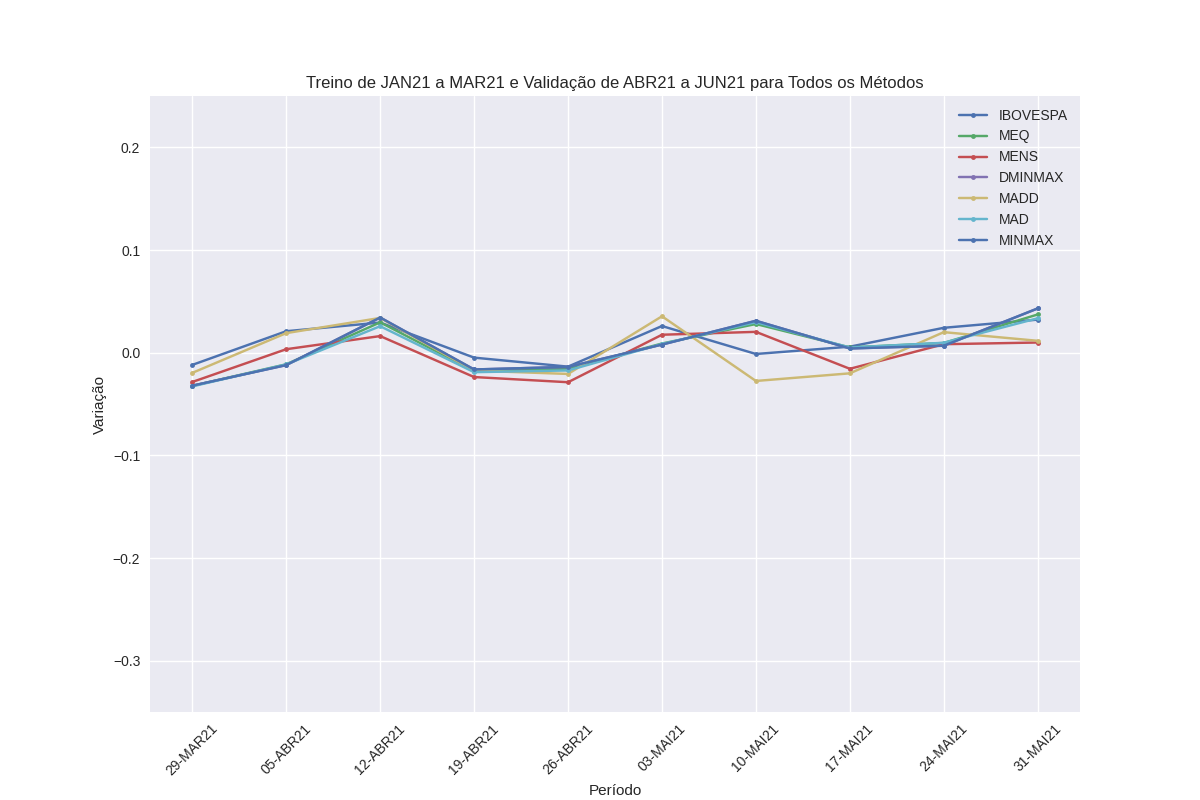 Treino de JAN21 a MAR21 e Validação de ABR21 a JUN21 para Todos os Métodos
IBOVESPA
MEQ
MENS
DMINMAX
MADD
MAD
MINMAX
0.2
0.1
0.0
−0.1
−0.2
−0.3
Variação
29-MAR21
05-ABR21
12-ABR21
19-ABR21
26-ABR21
03-MAI21
10-MAI21
17-MAI21
24-MAI21
31-MAI21
Período